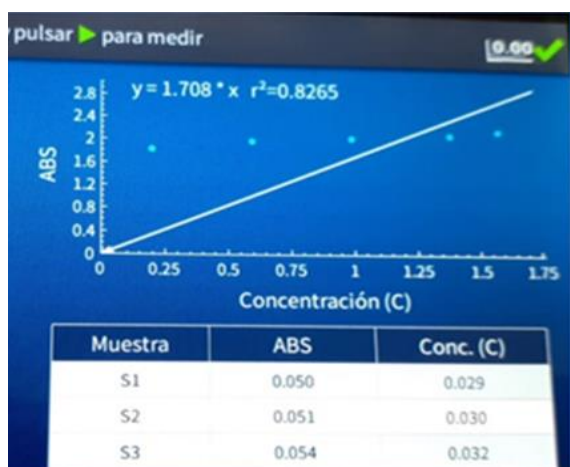 pulsar para medir
0.00
y = 1.708 * x r²=0.8265
ABS
2.8
2.4
2
1.6
1.2
0.8
0.4
0
0 0.25 0.5 0.75 1 1.25 1.5 1.75
Concentración (C)
Muestra ABS Conc. (C)
S1 0.050 0.029
S2 0.051 0.030
S3 0.054 0.032